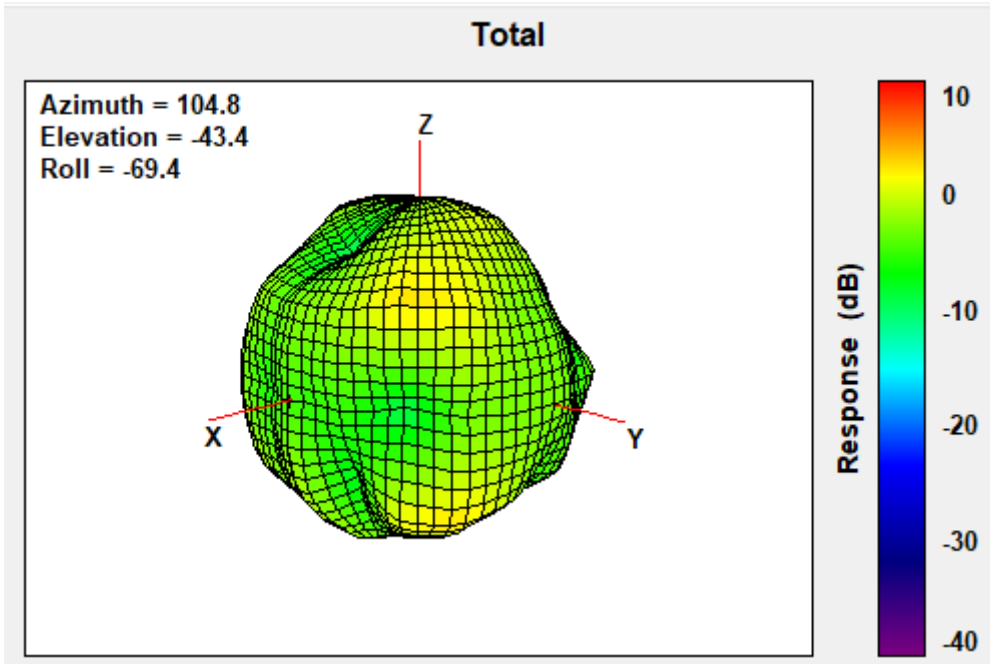 Total
Azimuth = 104.8
Elevation = -43.4
Roll = -69.4
Z
X
Y
10
0
-10
-20
-30
-40
Response (dB)